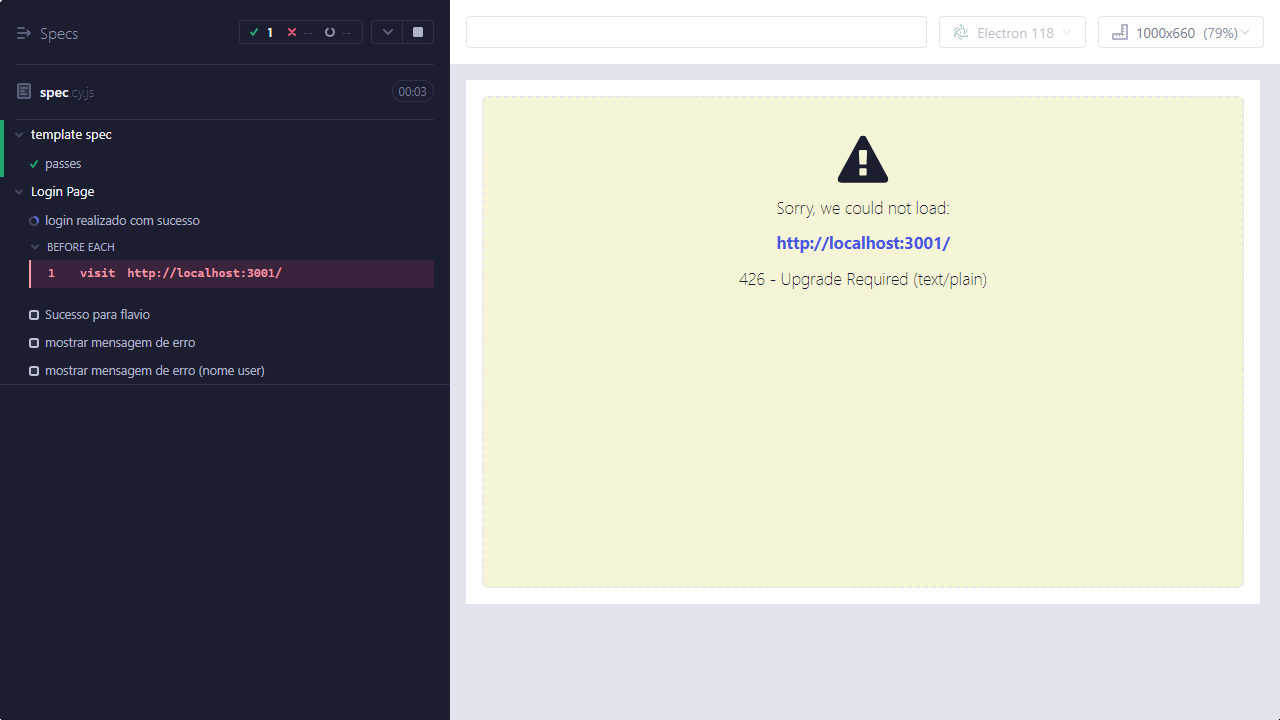 Specs
1 -- --
spec.cy.js
00:03
template spec
passes
Login Page
login realizado com sucesso
BEFORE EACH
1 visit http://localhost:3001/
Sucesso para flavio
mostrar mensagem de erro
mostrar mensagem de erro (nome user)
Electron 118
1000x660 (79%)
Sorry, we could not load:
http://localhost:3001/
426 - Upgrade Required (text/plain)